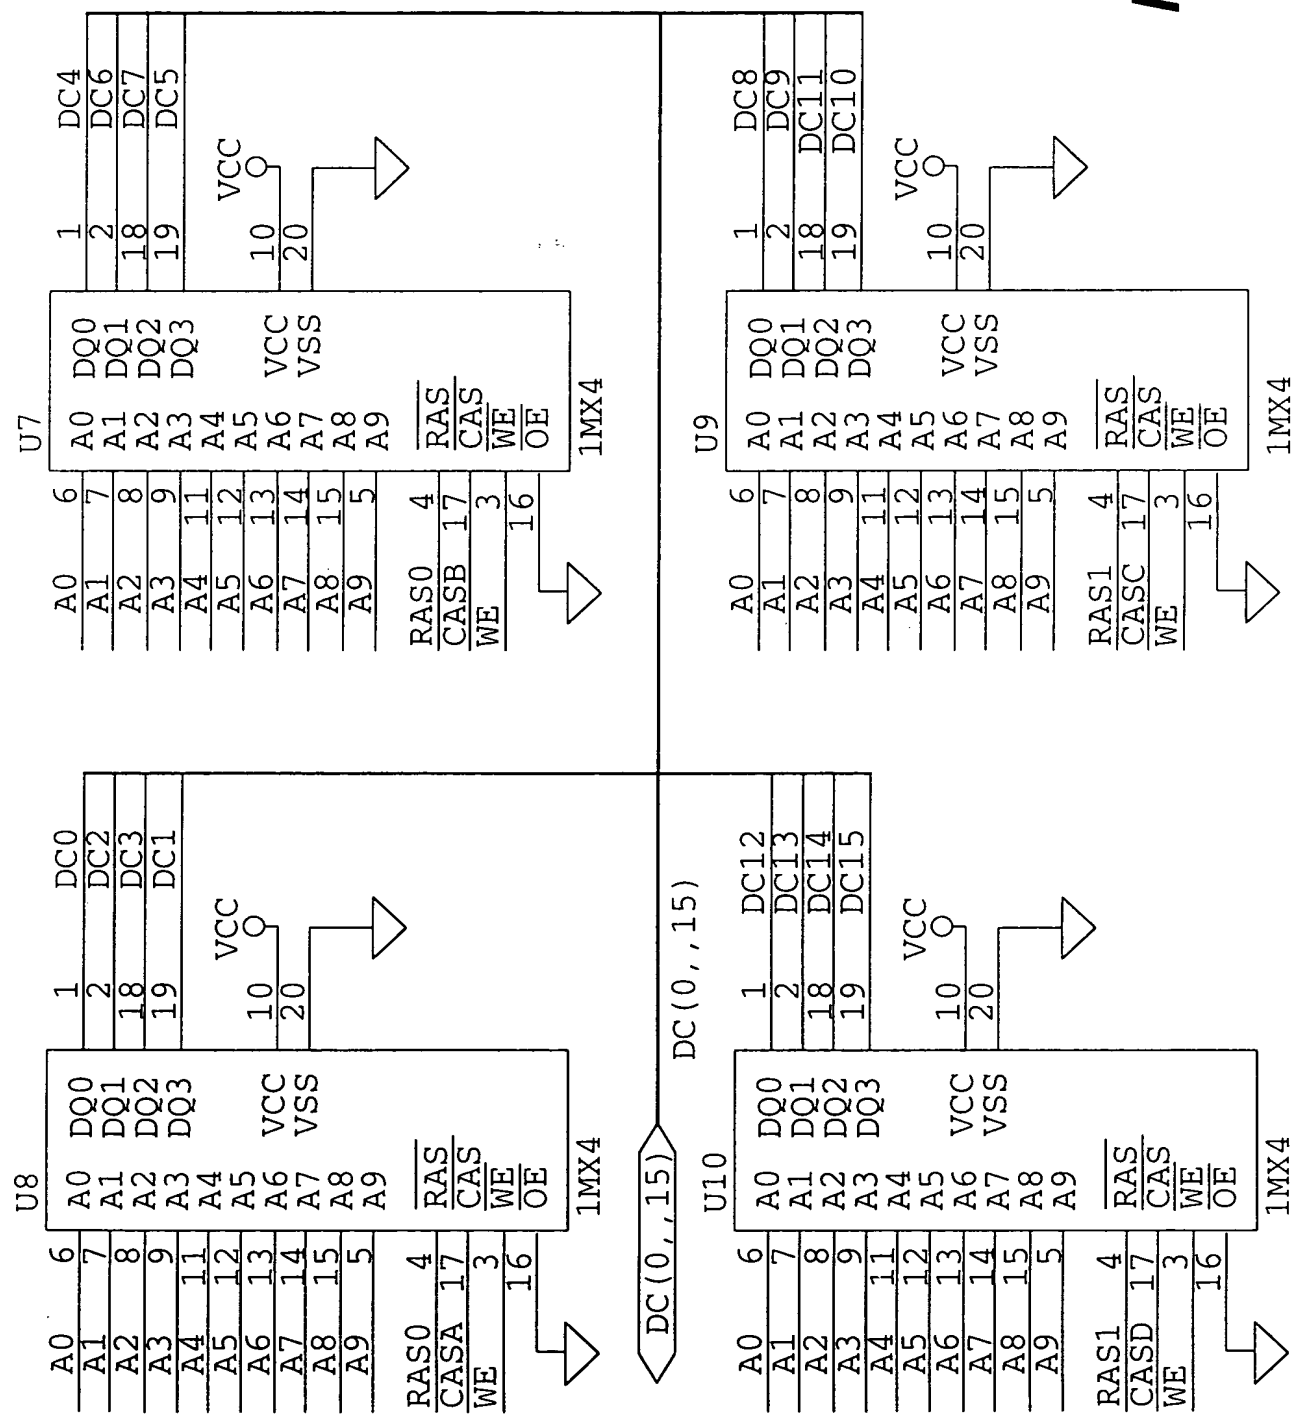 U8
A0 6 A0 DQ0 1 DC0
A1 7 A1 DQ1 2 DC2
A2 8 A2 DQ2 18 DC3
A3 9 A3 DQ3 19 DC1
A4 11 A4
A5 12 A5 VCC
A6 13 A6 VCC 10
A7 14 A7 VSS 20
A8 15 A8
A9 5 A9
RAS0 4 RAS
CASA 17 CAS
WE 3 WE
16 OE
1MX4
U7
A0 6 A0 DQ0 1 DC4
A1 7 A1 DQ1 2 DC6
A2 8 A2 DQ2 18 DC7
A3 9 A3 DQ3 19 DC5
A4 11 A4
A5 12 A5 VCC
A6 13 A6 VCC 10
A7 14 A7 VSS 20
A8 15 A8
A9 5 A9
RAS0 4 RAS
CASB 17 CAS
WE 3 WE
16 OE
1MX4
DC(0,,15)
DC(0,,15)
U10
A0 6 A0 DQ0 1 DC12
A1 7 A1 DQ1 2 DC13
A2 8 A2 DQ2 18 DC14
A3 9 A3 DQ3 19 DC15
A4 11 A4
A5 12 A5 VCC
A6 13 A6 VCC 10
A7 14 A7 VSS 20
A8 15 A8
A9 5 A9
RAS1 4 RAS
CASD 17 CAS
WE 3 WE
16 OE
1MX4
U9
A0 6 A0 DQ0 1 DC8
A1 7 A1 DQ1 2 DC9
A2 8 A2 DQ2 18 DC11
A3 9 A3 DQ3 19 DC10
A4 11 A4
A5 12 A5 VCC
A6 13 A6 VCC 10
A7 14 A7 VSS 20
A8 15 A8
A9 5 A9
RAS1 4 RAS
CASC 17 CAS
WE 3 WE
16 OE
1MX4